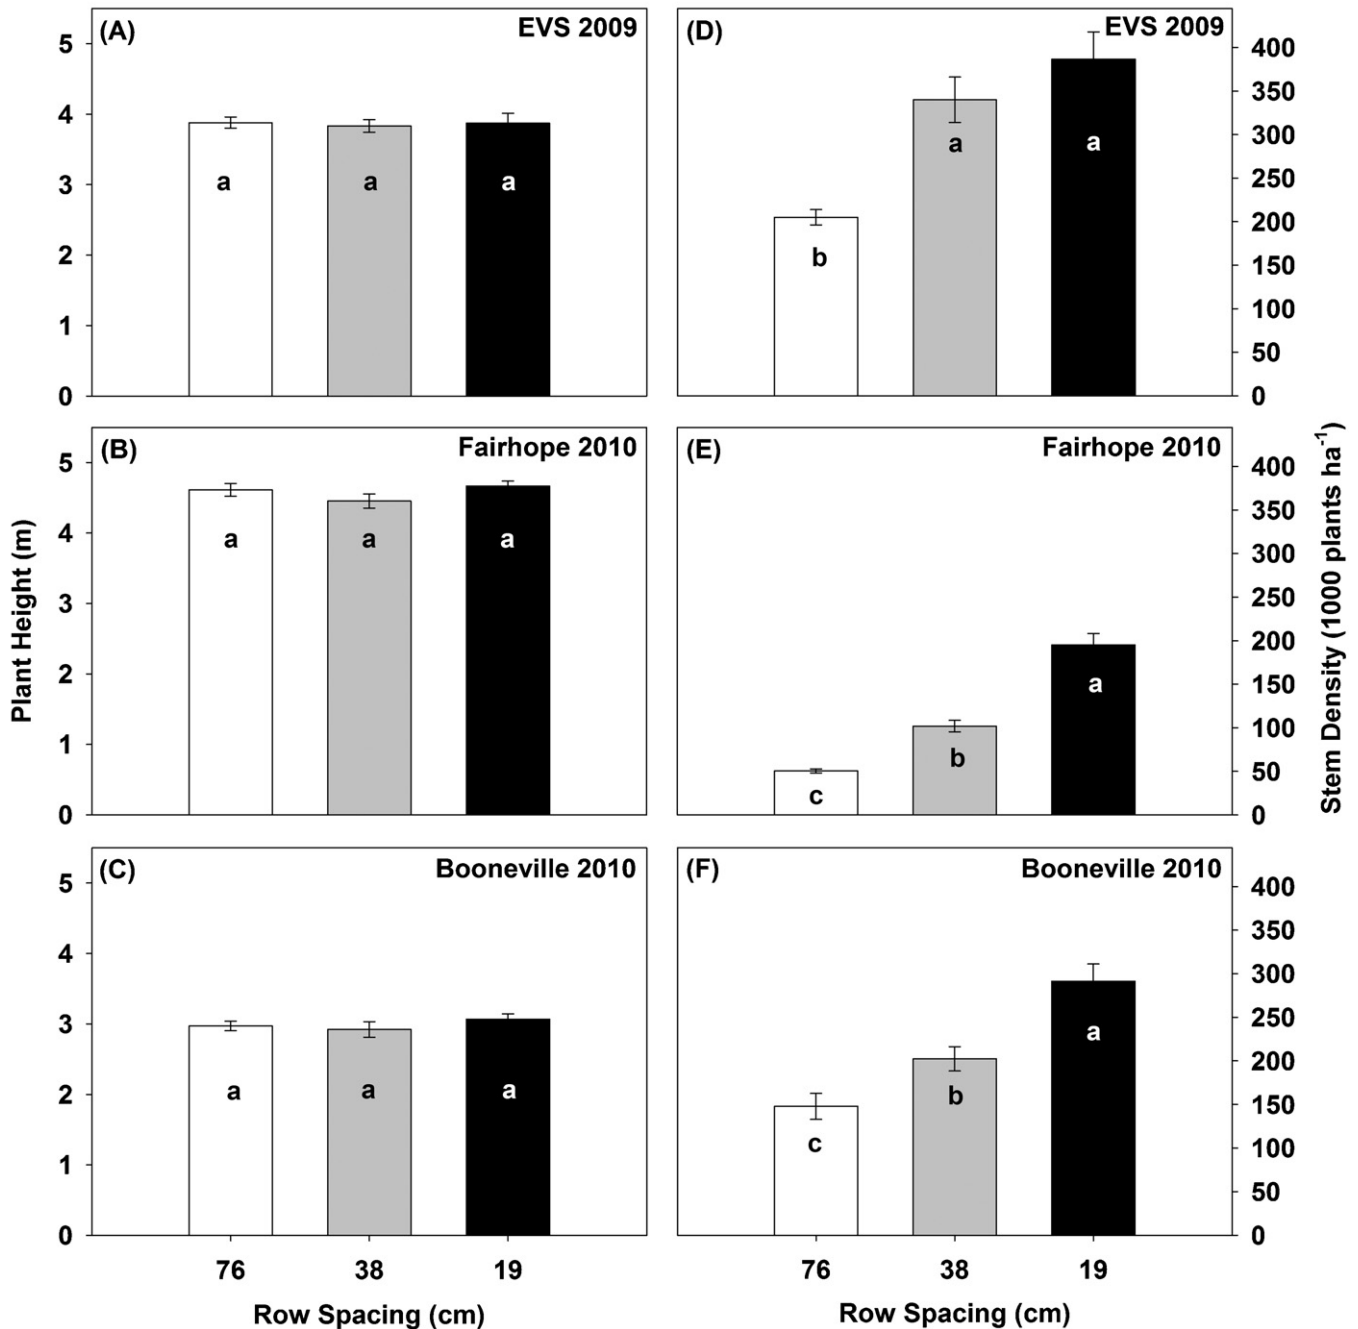 (A)
EVS 2009
5
4
3
2
1
0
a
a
a
(D)
EVS 2009
400
350
300
250
200
150
100
50
0
b
a
a
(B)
Fairhope 2010
5
4
3
2
1
0
a
a
a
(E)
Fairhope 2010
400
350
300
250
200
150
100
50
0
c
b
a
(C)
Booneville 2010
5
4
3
2
1
0
a
a
a
(F)
Booneville 2010
400
350
300
250
200
150
100
50
0
c
b
a
Plant Height (m)
Stem Density (1000 plants ha⁻¹)
76 38 19
Row Spacing (cm)
76 38 19
Row Spacing (cm)